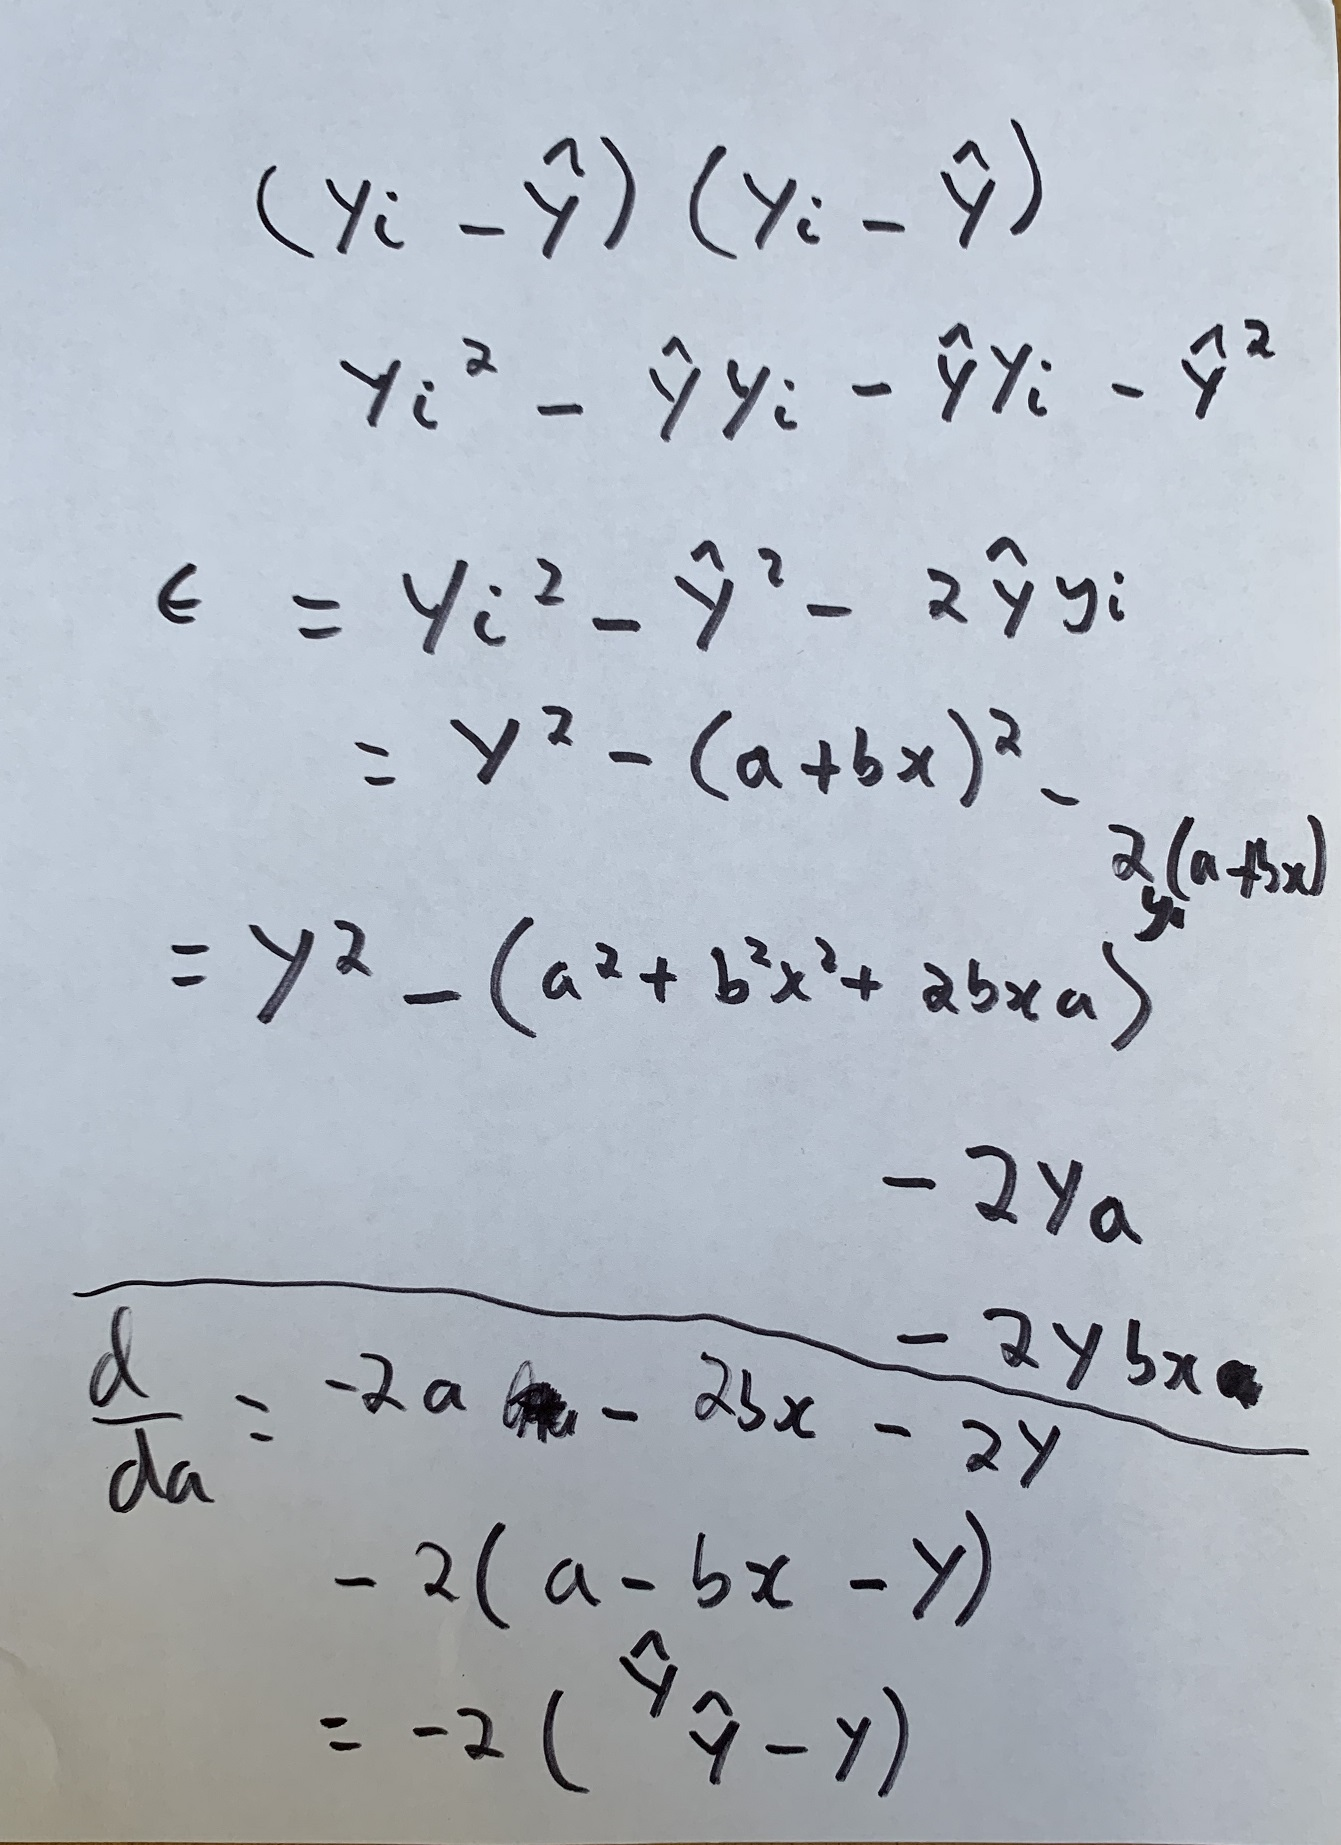 (yi - ŷ) (yi - ŷ)
yi² - ŷyi - ŷyi - ŷ²
ϵ = yi² - ŷ² - 2ŷyi
= y² - (a+bx)² -
2yi(a+bx)
= y² - (a² + b²x² + 2bxa)
- 2ya
- 2ybx
d/da = -2a - 2bx - 2y
- 2(a - bx - y)
ŷ
= -2(ŷ - y)